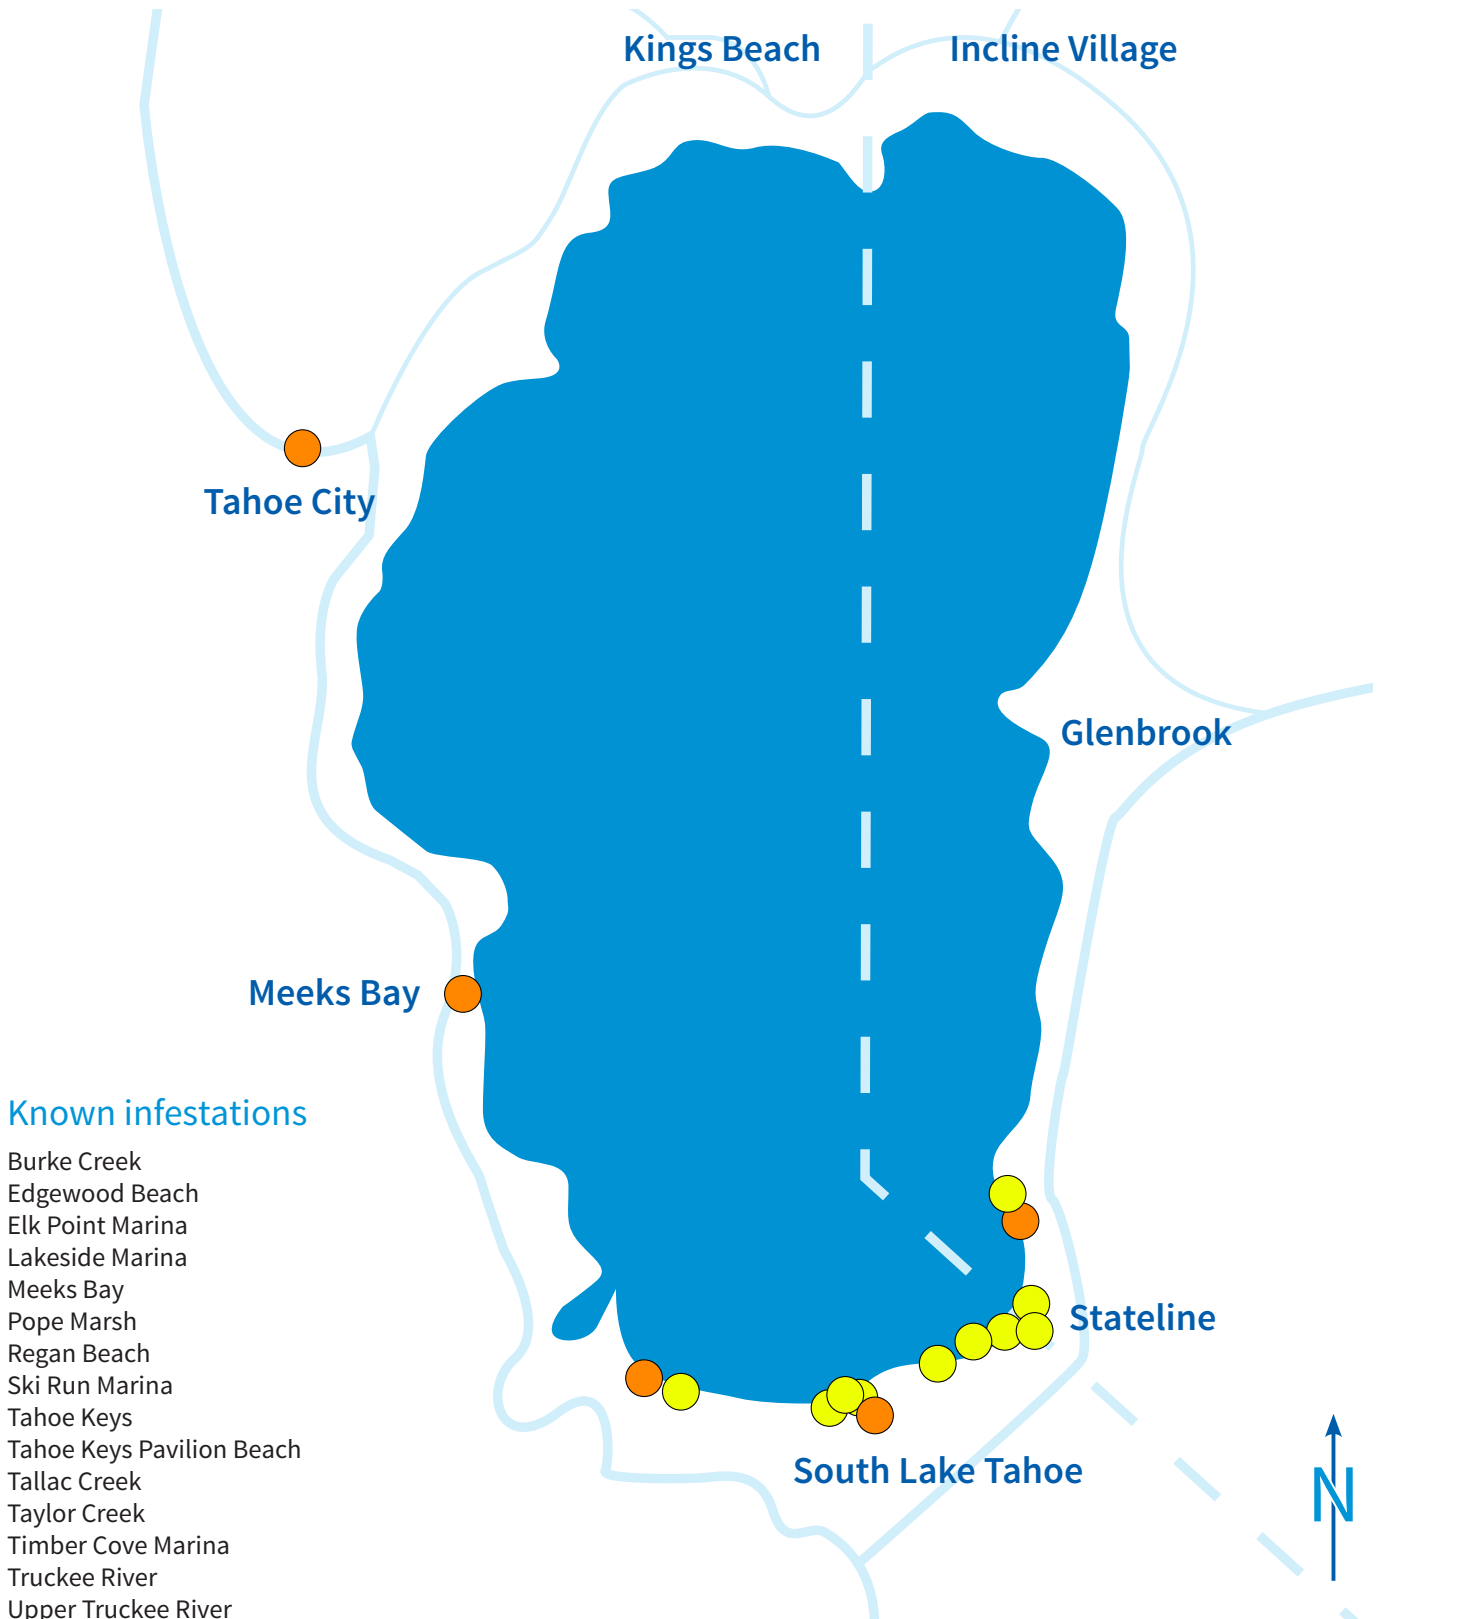 Kings Beach
Incline Village
Tahoe City
Glenbrook
Meeks Bay
Known infestations
Burke Creek
Edgewood Beach
Elk Point Marina
Lakeside Marina
Meeks Bay
Pope Marsh
Regan Beach
Ski Run Marina
Tahoe Keys
Tahoe Keys Pavilion Beach
Tallac Creek
Taylor Creek
Timber Cove Marina
Truckee River
Upper Truckee River
Stateline
South Lake Tahoe
N